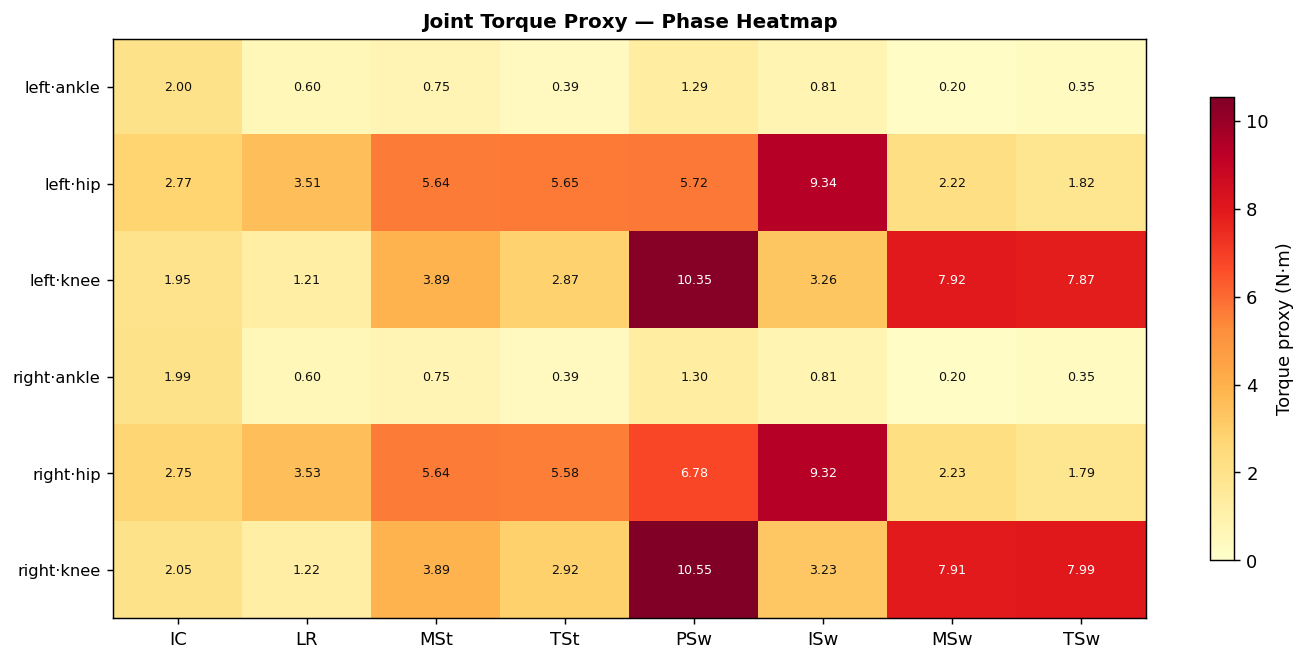 Joint Torque Proxy — Phase Heatmap
left·ankle 2.00 0.60 0.75 0.39 1.29 0.81 0.20 0.35
left·hip 2.77 3.51 5.64 5.65 5.72 9.34 2.22 1.82
left·knee 1.95 1.21 3.89 2.87 10.35 3.26 7.92 7.87
right·ankle 1.99 0.60 0.75 0.39 1.30 0.81 0.20 0.35
right·hip 2.75 3.53 5.64 5.58 6.78 9.32 2.23 1.79
right·knee 2.05 1.22 3.89 2.92 10.55 3.23 7.91 7.99
IC LR MSt TSt PSw ISw MSw TSw
10
8
6
4
2
0
Torque proxy (N·m)